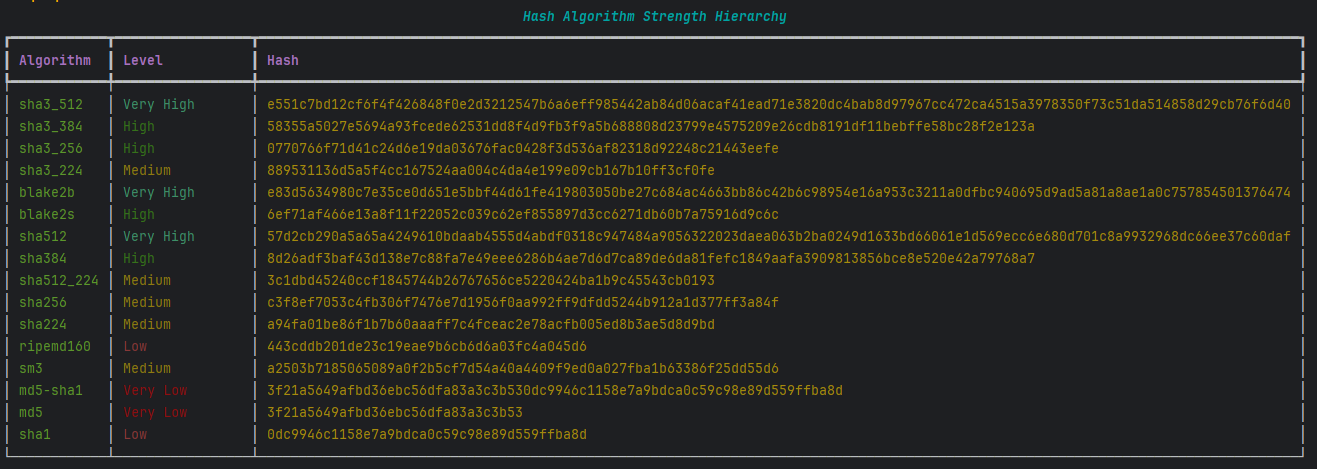 Hash Algorithm Strength Hierarchy
Algorithm Level Hash
sha3_512 Very High e551c7bd12cf6f4f426848f0e2d3212547b6a6eff985442ab84d06acaf41ead71e3820dc4bab8d97967cc472ca4515a3978350f73c51da514858d29cb76f6d40
sha3_384 High 58355a5027e5694a93fcede62531dd8f4d9fb3f9a5b688808d23799e4575209e26cdb8191df11bebffe58bc28f2e123a
sha3_256 High 0770766f71d41c24d6e19da03676fac0428f3d536af82318d92248c21443eefe
sha3_224 Medium 889531136d5a5f4cc167524aa004c4da4e199e09cb167b10ff3cf0fe
blake2b Very High e83d5634980c7e35ce0d651e5bbf44d61fe419803050be27c684ac4663bb86c42b6c98954e16a953c3211a0dfbc940695d9ad5a81a8ae1a0c757854501376474
blake2s High 6ef71af466e13a8f11f22052c039c62ef855897d3cc6271db60b7a75916d9c6c
sha512 Very High 57d2cb290a5a65a4249610bdaab4555d4abdf0318c947484a9056322023daea063b2ba0249d1633bd66061e1d569ecc6e680d701c8a9932968dc66ee37c60daf
sha384 High 8d26adf3baf43d138e7c88fa7e49eee6286b4ae7d6d7ca89de6da81fefc1849aafa3909813856bce8e520e42a79768a7
sha512_224 Medium 3c1dbd45240ccf1845744b26767656ce5220424ba1b9c45543cb0193
sha256 Medium c3f8ef7053c4fb306f7476e7d1956f0aa992ff9dfdd5244b912a1d377ff3a84f
sha224 Medium a94fa01be86f1b7b60aaaff7c4fceac2e78acfb005ed8b3ae5d8d9bd
ripemd160 Low 443cddb201de23c19eae9b6cb6d6a03fc4a045d6
sm3 Medium a2503b7185065089a0f2b5cf7d54a40a4409f9ed0a027fba1b63386f25dd55d6
md5-sha1 Very Low 3f21a5649afbd36ebc56dfa83a3c3b530dc9946c1158e7a9bdca0c59c98e89d559ffba8d
md5 Very Low 3f21a5649afbd36ebc56dfa83a3c3b53
sha1 Low 0dc9946c1158e7a9bdca0c59c98e89d559ffba8d